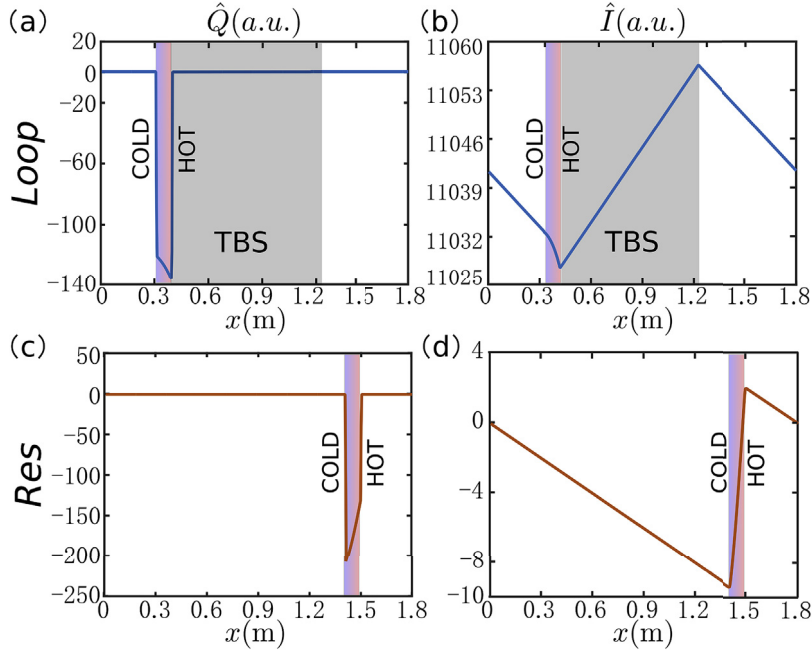 (a) Q̂(a.u.) (b) Î(a.u.)
Loop
20
0
−20
−60
−100
−140
COLD
HOT
TBS
0 0.3 0.6 0.9 1.2 1.8
x(m)
11060
11053
11046
11039
11032
11025
COLD
HOT
TBS
0 0.3 0.6 0.9 1.2 1.5 1.8
x(m)
(c) (d)
Res
50
0
−50
−100
−150
−200
−250
COLD
HOT
0 0.3 0.6 0.9 1.2 1.5 1.8
x(m)
4
0
−4
−8
−10
COLD
HOT
0 0.3 0.6 0.9 1.2 1.5 1.8
x(m)